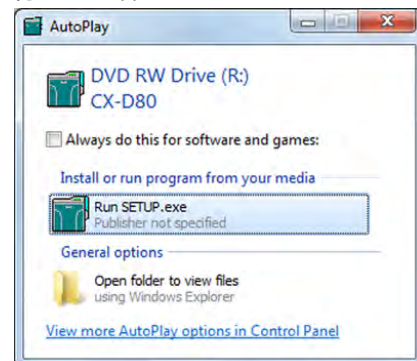 AutoPlay
DVD RW Drive (R:)
CX-D80
Always do this for software and games:
Install or run program from your media
Run SETUP.exe
Publisher not specified
General options
Open folder to view files
using Windows Explorer
View more AutoPlay options in Control Panel